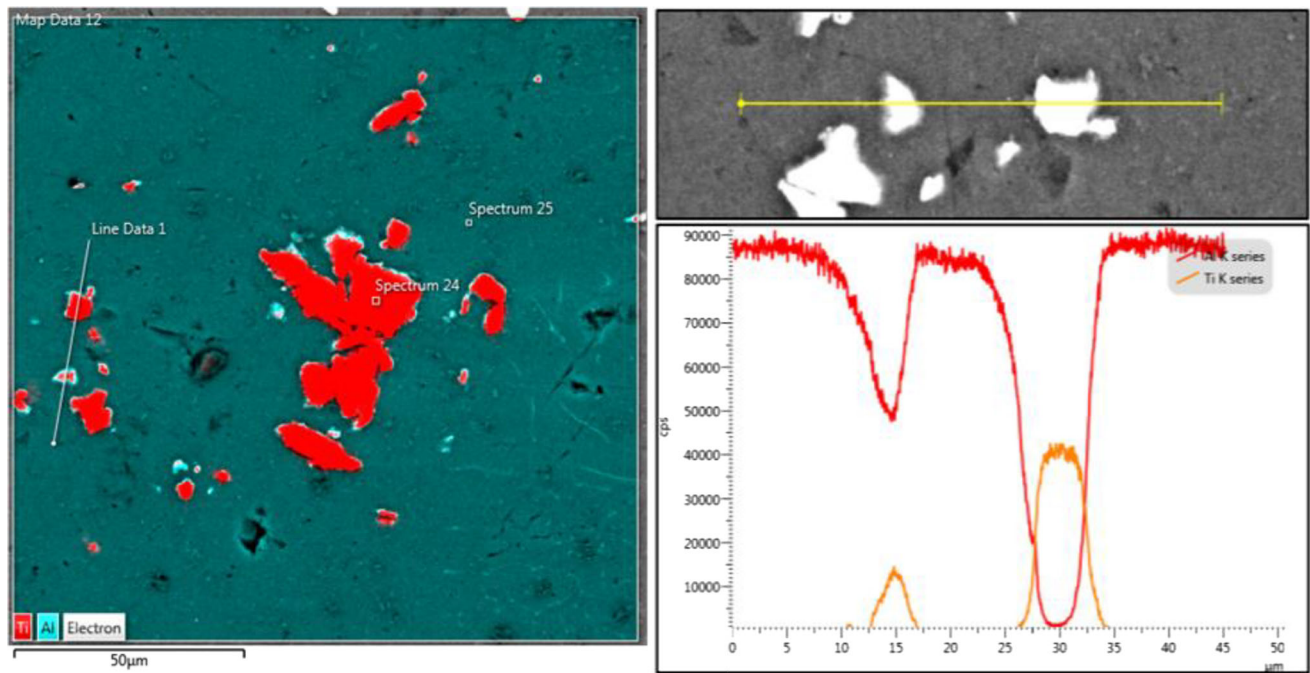 Map Data 12
Spectrum 25
Line Data 1
Spectrum 24
Ti Al Electron
50µm
90000
80000
70000
60000
50000
40000
30000
20000
10000
cps
Al K series
Ti K series
0 5 10 15 20 25 30 35 40 45 50
µm